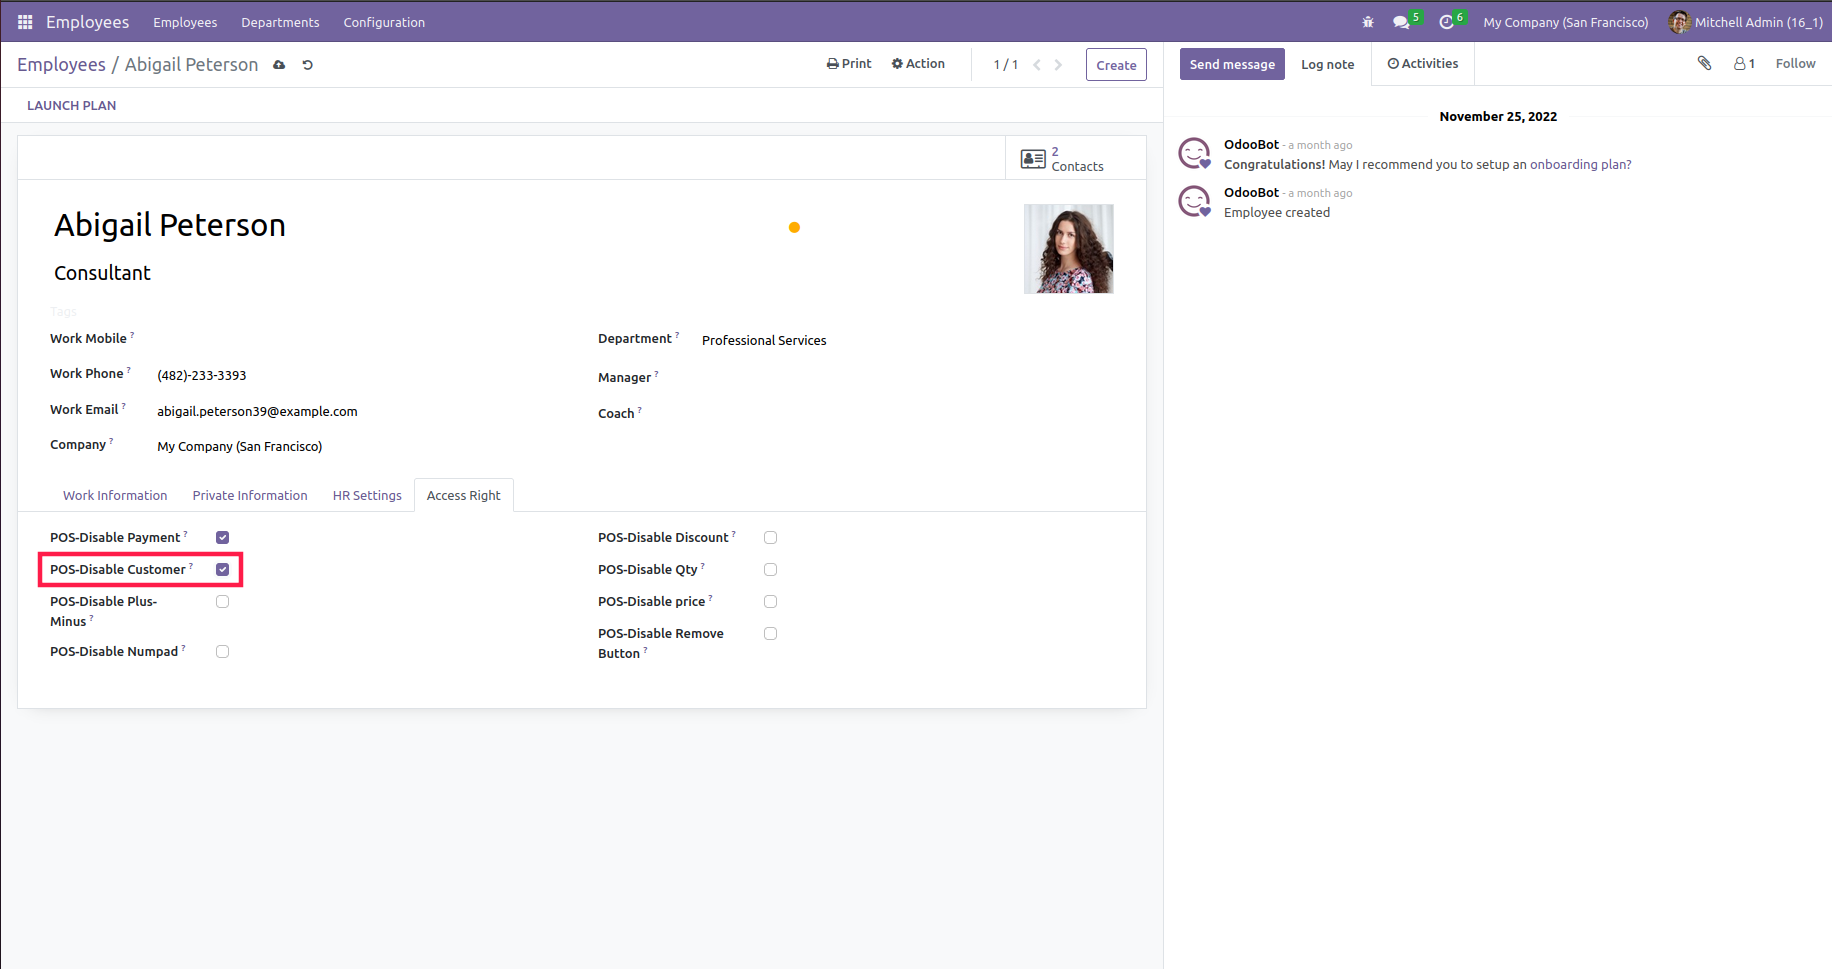 Employees Employees Departments Configuration 5 6 My Company (San Francisco) Mitchell Admin (16_1)
Employees / Abigail Peterson Print Action 1 / 1 Create
LAUNCH PLAN
2
Contacts
Abigail Peterson
Consultant
Tags
Work Mobile ?
Work Phone ? (482)-233-3393
Work Email ? abigail.peterson39@example.com
Company ? My Company (San Francisco)
Department ? Professional Services
Manager ?
Coach ?
Work Information Private Information HR Settings Access Right
POS-Disable Payment ?
POS-Disable Customer ?
POS-Disable Plus-
Minus ?
POS-Disable Numpad ?
POS-Disable Discount ?
POS-Disable Qty ?
POS-Disable price ?
POS-Disable Remove
Button ?
Send message Log note Activities 1 Follow
November 25, 2022
OdooBot - a month ago
Congratulations! May I recommend you to setup an onboarding plan?
OdooBot - a month ago
Employee created